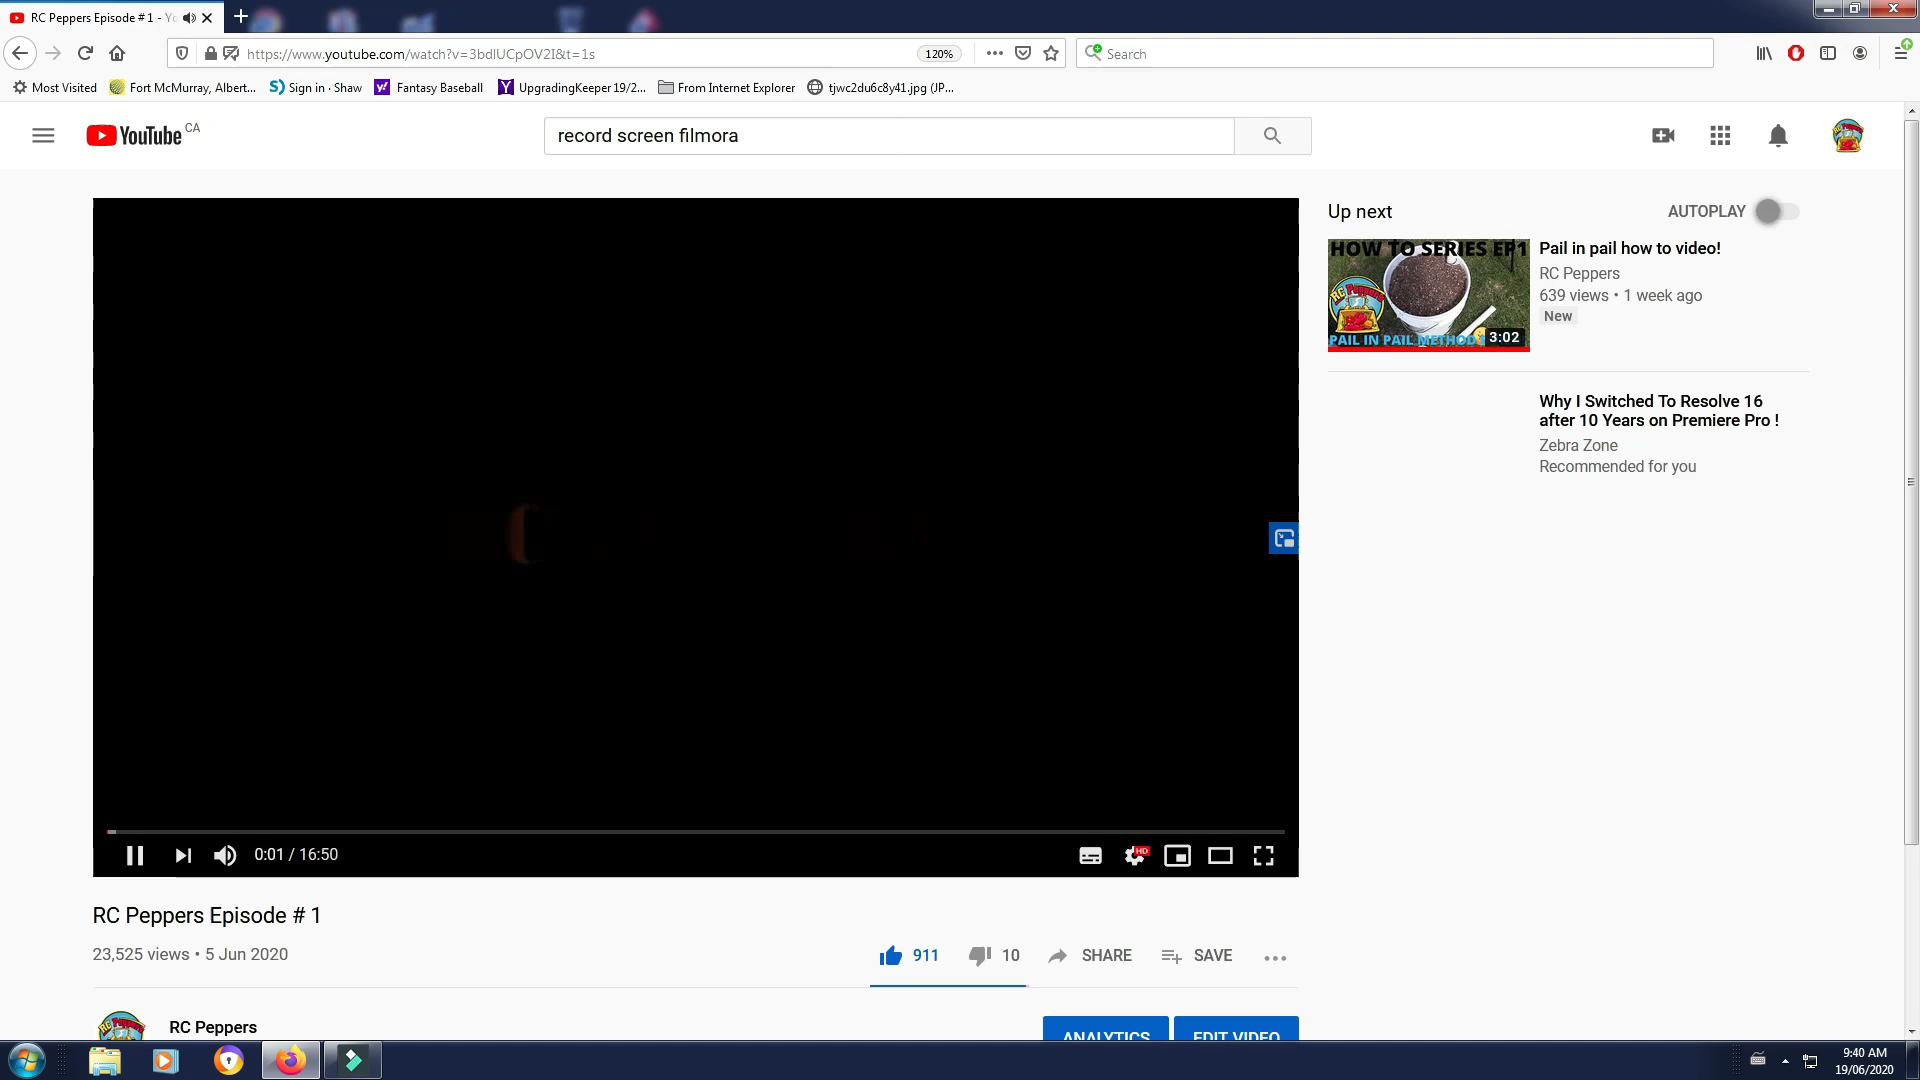 RC Peppers Episode # 1 - Yo
https://www.youtube.com/watch?v=3bdlUCpOV2I&t=1s
120%
Search
Most Visited
Fort McMurray, Albert...
Sign in · Shaw
Fantasy Baseball
UpgradingKeeper 19/2...
From Internet Explorer
tjwc2du6c8y41.jpg (JP...
YouTube CA
record screen filmora
Up next
AUTOPLAY
HOW TO SERIES EP1
RC Peppers
PAIL IN PAIL METHOD
3:02
Pail in pail how to video!
RC Peppers
639 views • 1 week ago
New
Why I Switched To Resolve 16
after 10 Years on Premiere Pro !
Zebra Zone
Recommended for you
0:01 / 16:50
HD
RC Peppers Episode # 1
23,525 views • 5 Jun 2020
911
10
SHARE
SAVE
RC Peppers
ANALYTICS
EDIT VIDEO
9:40 AM
19/06/2020